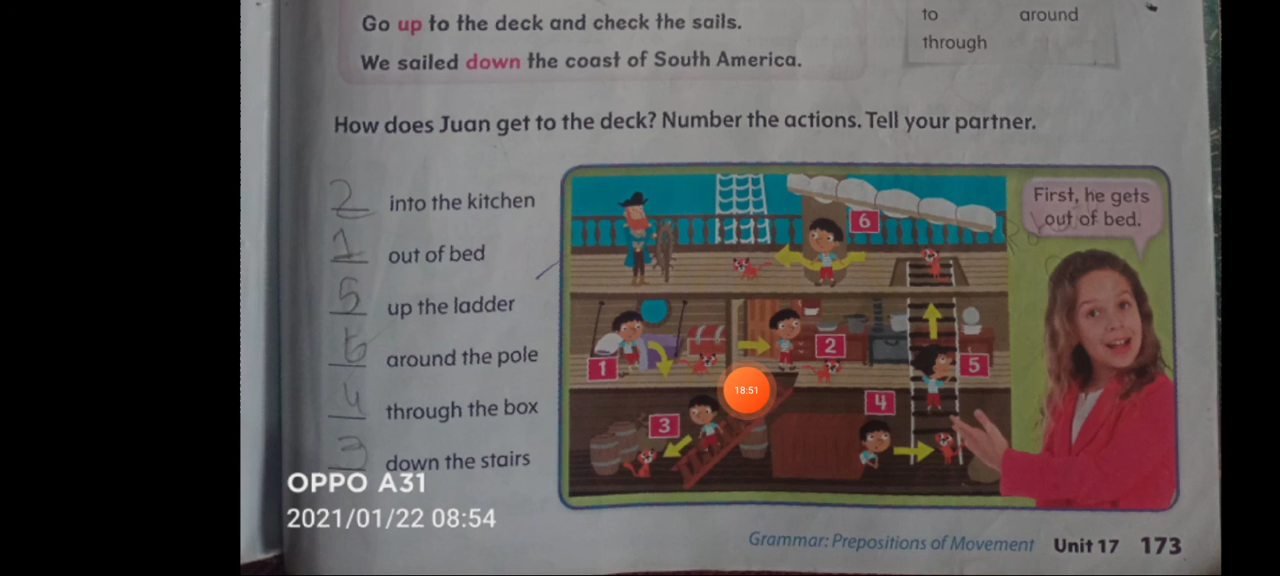 Go up to the deck and check the sails.
We sailed down the coast of South America.
to around
through
How does Juan get to the deck? Number the actions. Tell your partner.
2 into the kitchen
1 out of bed
5 up the ladder
6 around the pole
4 through the box
3 down the stairs
First, he gets
out of bed.
6
1
2
5
3
4
18:51
OPPO A31
2021/01/22 08:54
Grammar: Prepositions of Movement Unit 17 173